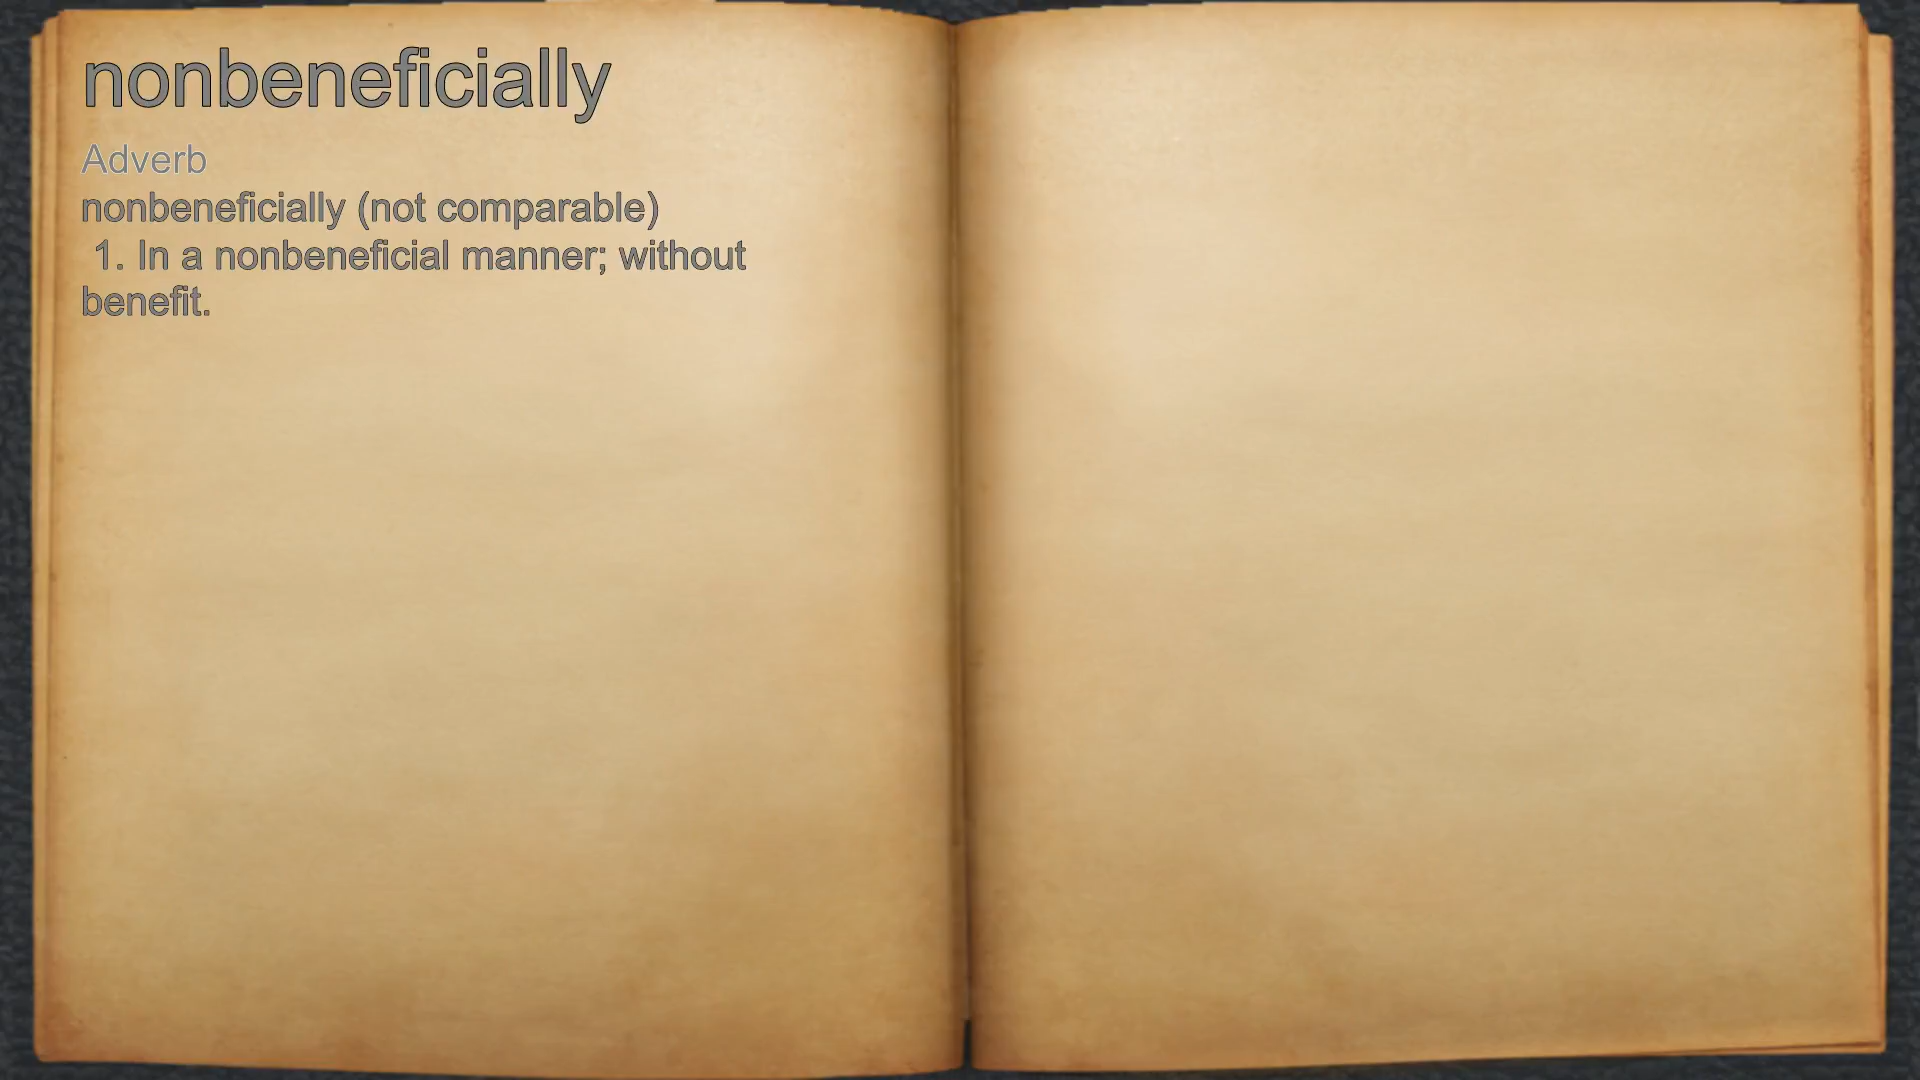 nonbeneficially
Adverb
nonbeneficially (not comparable)
1. In a nonbeneficial manner; without
benefit.